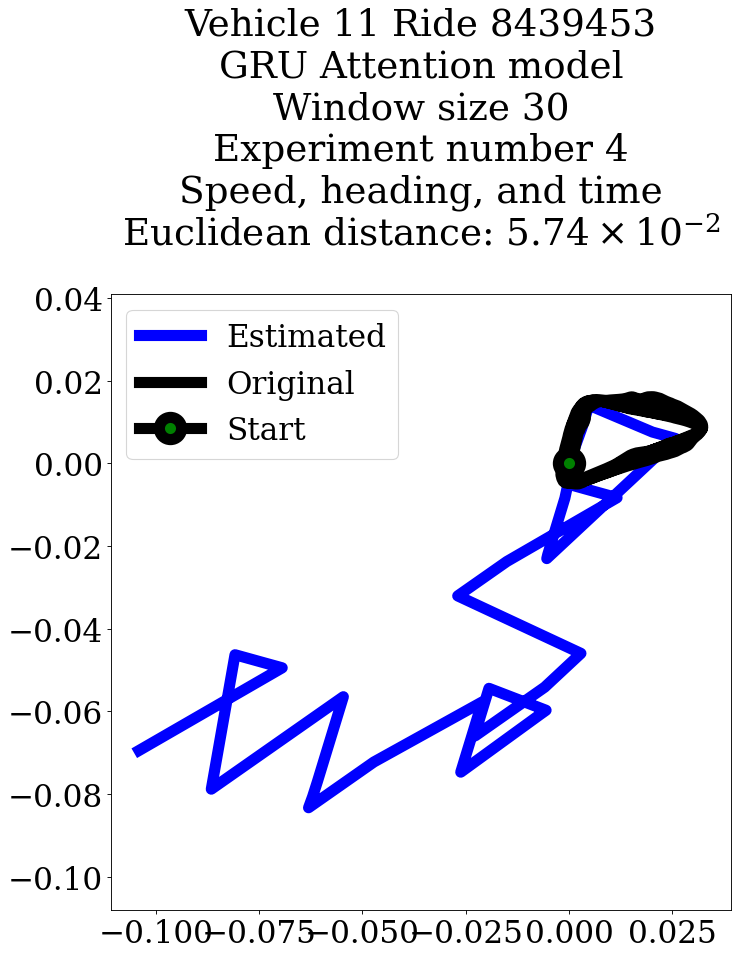 Vehicle 11 Ride 8439453
GRU Attention model
Window size 30
Experiment number 4
Speed, heading, and time
Euclidean distance: 5.74 × 10⁻²
0.04
0.02
0.00
−0.02
−0.04
−0.06
−0.08
−0.10
Estimated
Original
Start
−0.100 −0.075 −0.050 −0.025 0.000 0.025